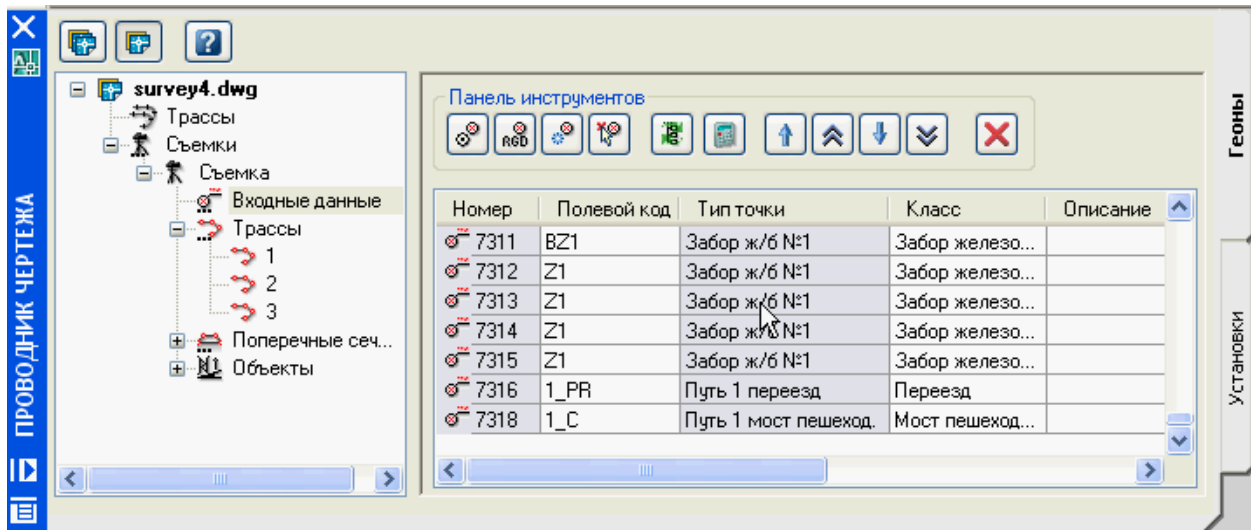 ПРОВОДНИК ЧЕРТЕЖА
survey4.dwg
Трассы
Съемки
Съемка
Входные данные
Трассы
1
2
3
Поперечные сеч...
Объекты
Панель инструментов
RGD
Номер Полевой код Тип точки Класс Описание
7311 BZ1 Забор ж/б №1 Забор железо...
7312 Z1 Забор ж/б №1 Забор железо...
7313 Z1 Забор ж/б №1 Забор железо...
7314 Z1 Забор ж/б №1 Забор железо...
7315 Z1 Забор ж/б №1 Забор железо...
7316 1_PR Путь 1 переезд Переезд
7318 1_C Путь 1 мост пешеход. Мост пешеход...
Геоны
Установки